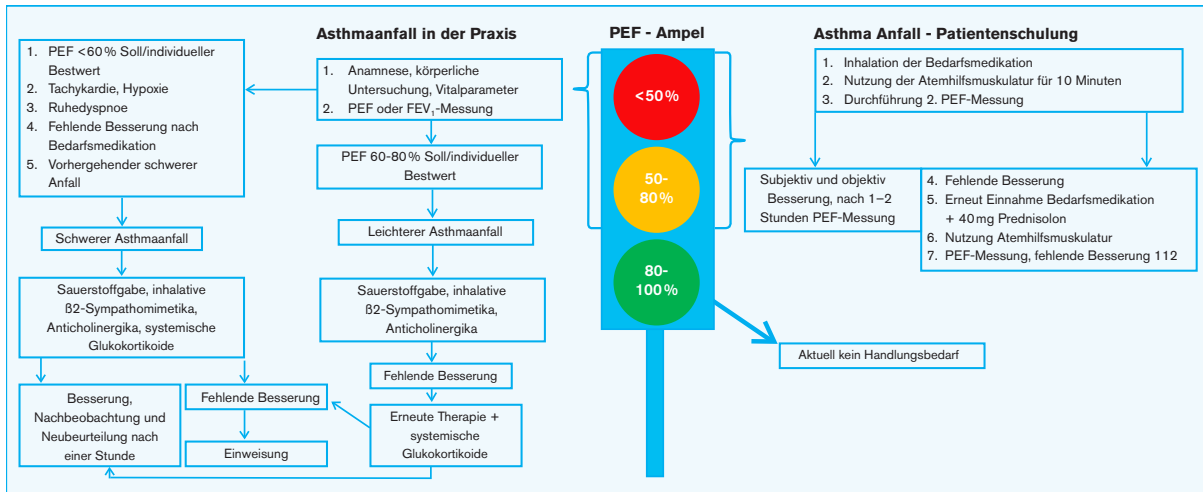 Asthmaanfall in der Praxis
1. PEF <60% Soll/individueller
Bestwert
2. Tachykardie, Hypoxie
3. Ruhedyspnoe
4. Fehlende Besserung nach
Bedarfsmedikation
5. Vorhergehender schwerer
Anfall
1. Anamnese, körperliche
Untersuchung, Vitalparameter
2. PEF oder FEV₁-Messung
PEF 60-80% Soll/individueller
Bestwert
Schwerer Asthmaanfall
Leichterer Asthmaanfall
Sauerstoffgabe, inhalative
ß2-Sympathomimetika,
Anticholinergika, systemische
Glukokortikoide
Sauerstoffgabe, inhalative
ß2-Sympathomimetika,
Anticholinergika
Fehlende Besserung
Besserung,
Nachbeobachtung und
Neubeurteilung nach
einer Stunde
Fehlende Besserung
Einweisung
Erneute Therapie +
systemische
Glukokortikoide
PEF - Ampel
<50%
50-
80%
80-
100%
Asthma Anfall - Patientenschulung
1. Inhalation der Bedarfsmedikation
2. Nutzung der Atemhilfsmuskulatur für 10 Minuten
3. Durchführung 2. PEF-Messung
Subjektiv und objektiv
Besserung, nach 1–2
Stunden PEF-Messung
4. Fehlende Besserung
5. Erneut Einnahme Bedarfsmedikation
+ 40mg Prednisolon
6. Nutzung Atemhilfsmuskulatur
7. PEF-Messung, fehlende Besserung 112
Aktuell kein Handlungsbedarf